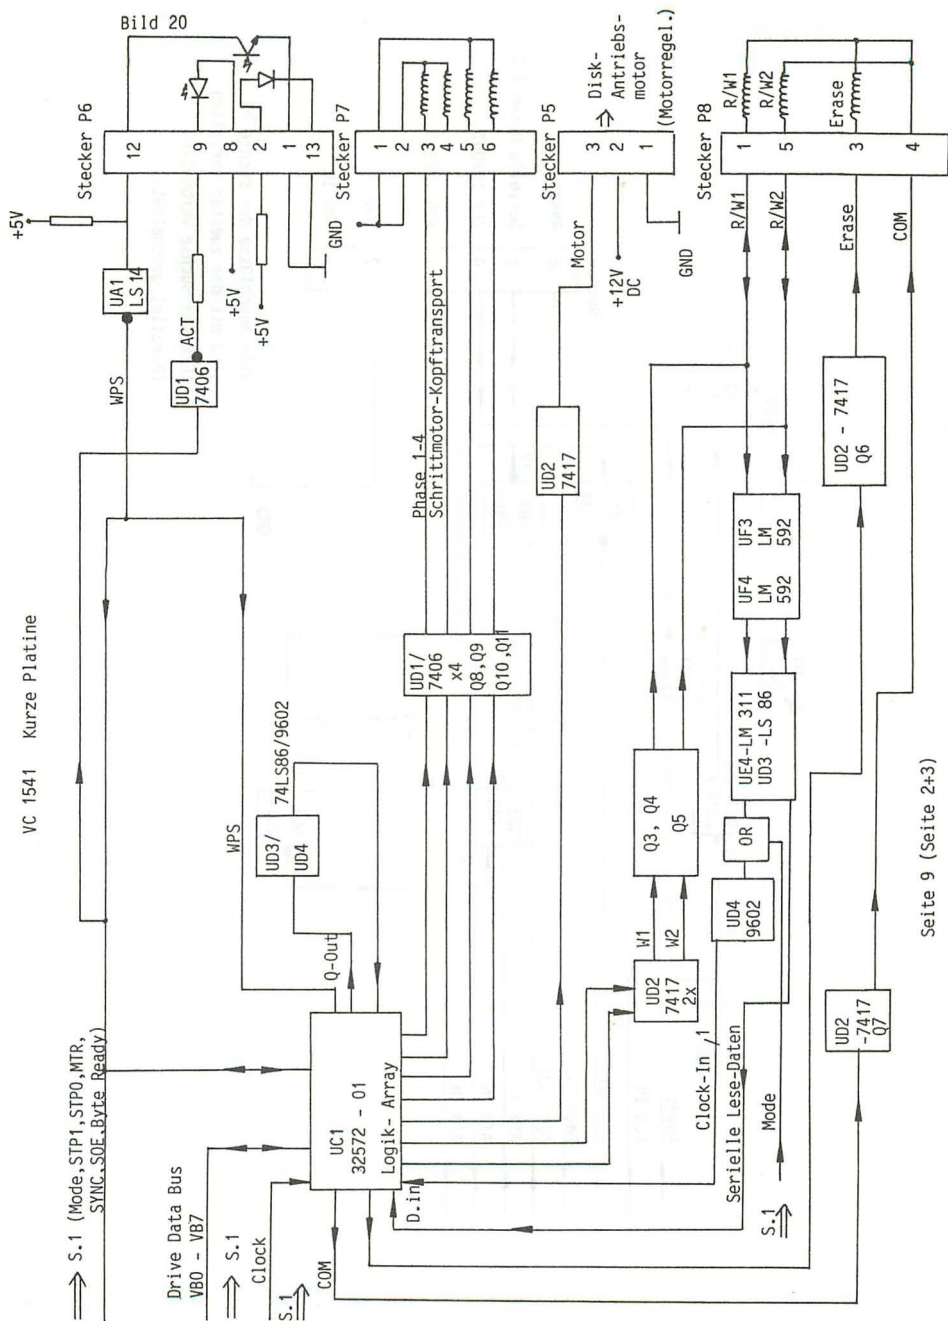 Bild 20
VC 1541 Kurze Platine
Stecker P6
12
9
8
2
1
13
+5V
UA1
LS14
WPS
ACT
UD1
7406
+5V
+5V
Stecker P7
1
2
3
4
5
6
GND
Phase 1-4
Schrittmotor-Kopftransport
UD1/
7406
x4
Q8,Q9
Q10,Q11
Stecker P5
3
2
1
⇒ Disk-
Antriebs-
motor
(Motorregel.)
Motor
+12V
DC
GND
UD2
7417
Stecker P8
R/W1
R/W2
Erase
1
5
3
4
R/W1
R/W2
Erase
COM
UD2 - 7417
Q6
UF3
LM
592
UF4
LM
592
UE4-LM 311
UD3 -LS 86
OR
UD4
9602
Q3, Q4
Q5
W1
W2
UD2
7417
2x
UD2
-7417
Q7
WPS
74LS86/9602
UD3/
UD4
Q-Out
UC1
32572 - 01
Logik- Array
D.in
Clock-In
1
Serielle Lese-Daten
Mode
S.1
⇒ S.1 (Mode,STP1,STP0,MTR,
SYNC,SOE,Byte Ready)
Drive Data Bus
VB0 - VB7
⇒ S.1
Clock
S.1
COM
Seite 9 (Seite 2+3)